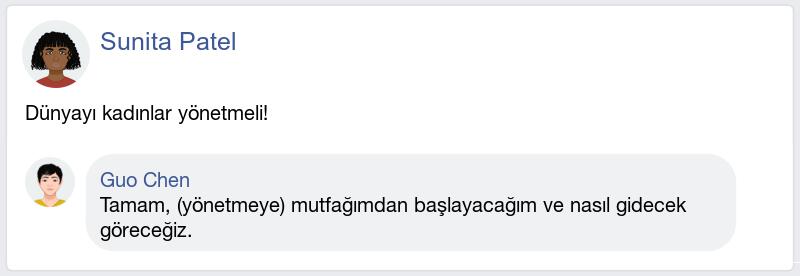 Sunita Patel
Dünyayı kadınlar yönetmeli!
Guo Chen
Tamam, (yönetmeye) mutfağımdan başlayacağım ve nasıl gidecek
göreceğiz.